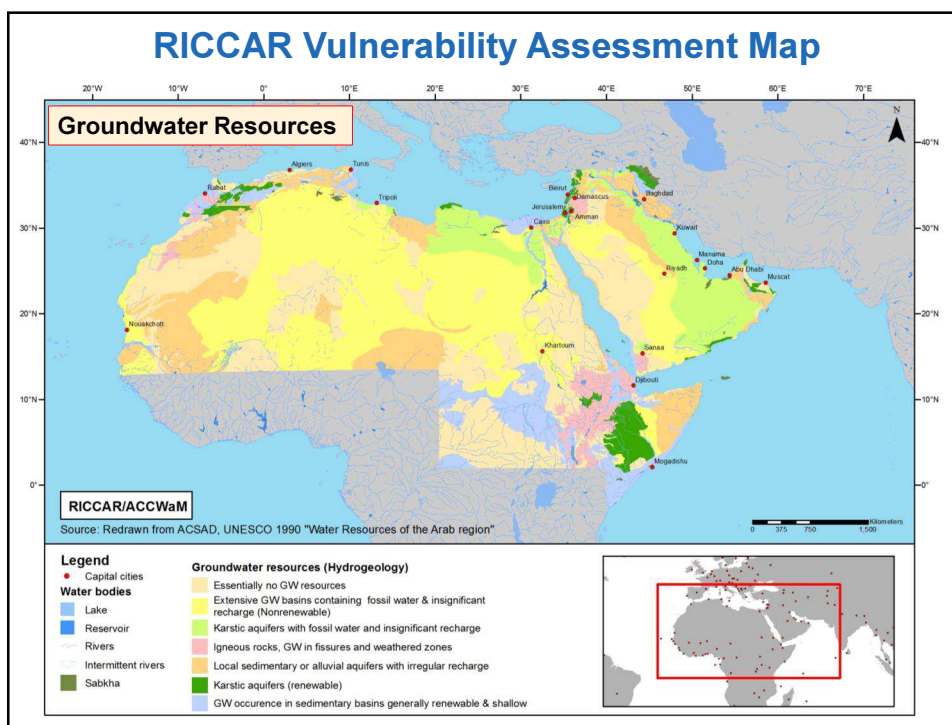 RICCAR Vulnerability Assessment Map
20°W 10°W 0° 10°E 20°E 30°E 40°E 50°E 60°E 70°E
Groundwater Resources
N
40°N 40°N
Algiers Tunis
Rabat
Tripoli
Beirut Damascus Baghdad
Jerusalem Amman
Cairo
30°N 30°N
Kuwait
Manama
Doha
Riyadh Abu Dhabi
Muscat
20°N 20°N
Nouakchott
Khartoum
Sanaa
Djibouti
10°N 10°N
Mogadishu
0° 0°
RICCAR/ACCWaM
Source: Redrawn from ACSAD, UNESCO 1990 "Water Resources of the Arab region"
Kilometers
0 375 750 1,500
Legend
Capital cities
Water bodies
Lake
Reservoir
Rivers
Intermittent rivers
Sabkha
Groundwater resources (Hydrogeology)
Essentially no GW resources
Extensive GW basins containing fossil water & insignificant
recharge (Nonrenewable)
Karstic aquifers with fossil water and insignificant recharge
Igneous rocks, GW in fissures and weathered zones
Local sedimentary or alluvial aquifers with irregular recharge
Karstic aquifers (renewable)
GW occurence in sedimentary basins generally renewable & shallow